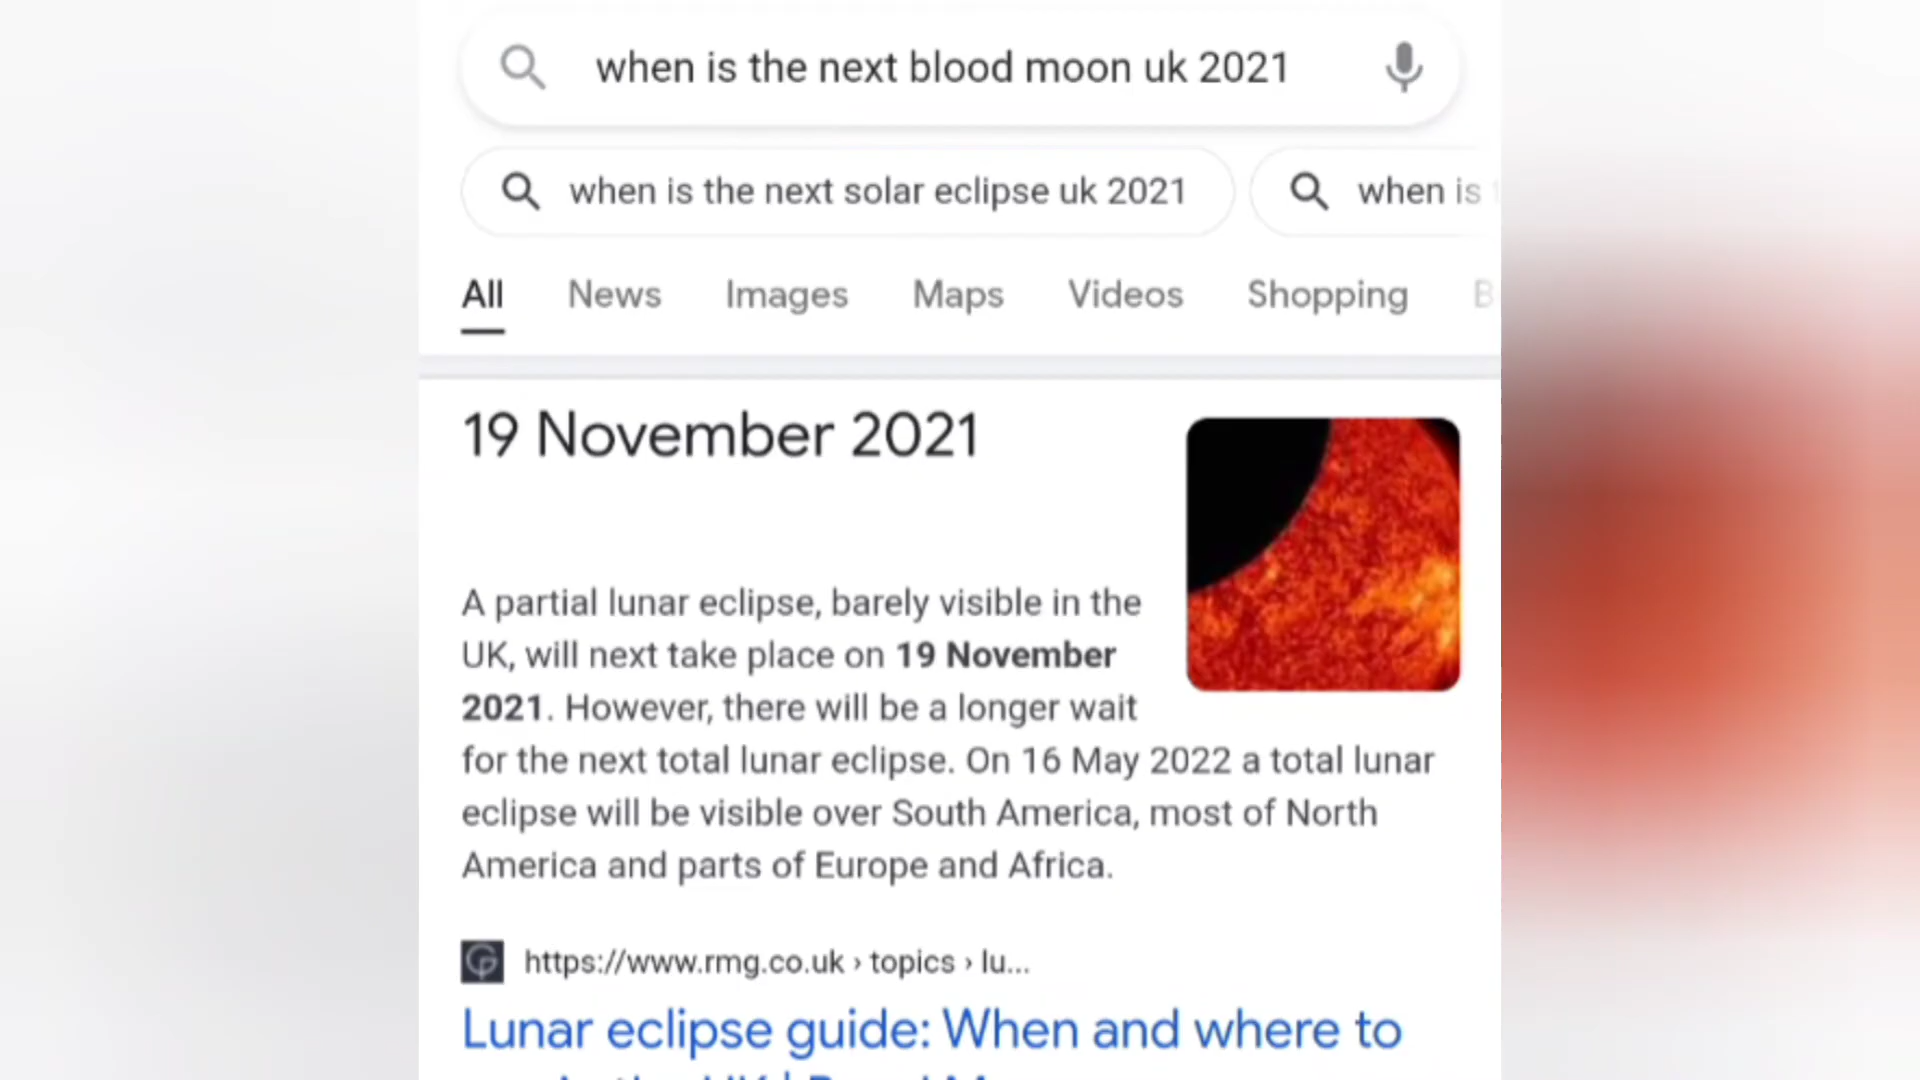 when is the next blood moon uk 2021
when is the next solar eclipse uk 2021 when is
All News Images Maps Videos Shopping B
19 November 2021
A partial lunar eclipse, barely visible in the
UK, will next take place on 19 November
2021. However, there will be a longer wait
for the next total lunar eclipse. On 16 May 2022 a total lunar
eclipse will be visible over South America, most of North
America and parts of Europe and Africa.
https://www.rmg.co.uk › topics › lu...
Lunar eclipse guide: When and where to